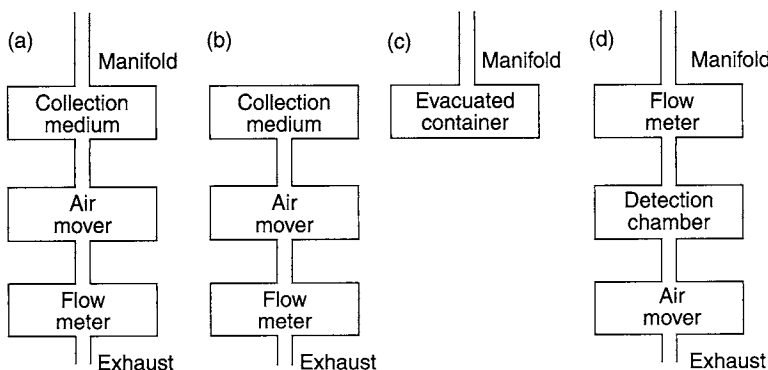 (a)
Manifold
Collection
medium
Air
mover
Flow
meter
Exhaust
(b)
Collection
medium
Air
mover
Flow
meter
Exhaust
(c)
Manifold
Evacuated
container
(d)
Manifold
Flow
meter
Detection
chamber
Air
mover
Exhaust